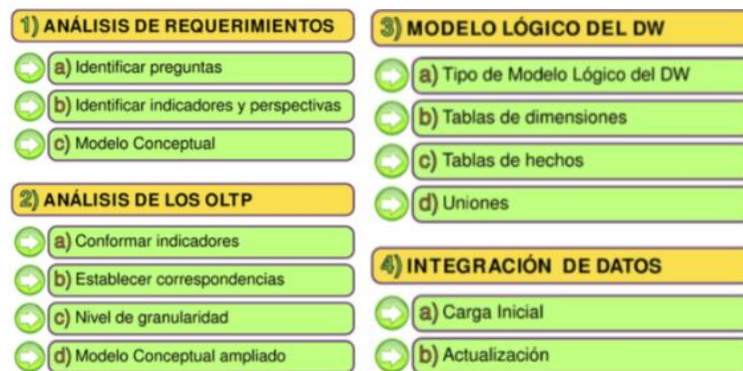 1) ANÁLISIS DE REQUERIMIENTOS
a) Identificar preguntas
b) Identificar indicadores y perspectivas
c) Modelo Conceptual
2) ANÁLISIS DE LOS OLTP
a) Conformar indicadores
b) Establecer correspondencias
c) Nivel de granularidad
d) Modelo Conceptual ampliado
3) MODELO LÓGICO DEL DW
a) Tipo de Modelo Lógico del DW
b) Tablas de dimensiones
c) Tablas de hechos
d) Uniones
4) INTEGRACIÓN DE DATOS
a) Carga Inicial
b) Actualización